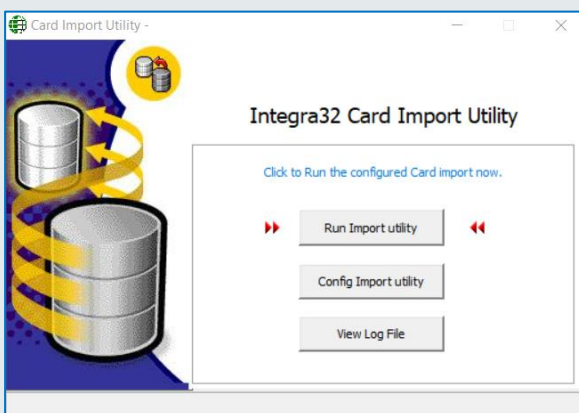 Card Import Utility -
Integra32 Card Import Utility
Click to Run the configured Card import now.
Run Import utility
Config Import utility
View Log File